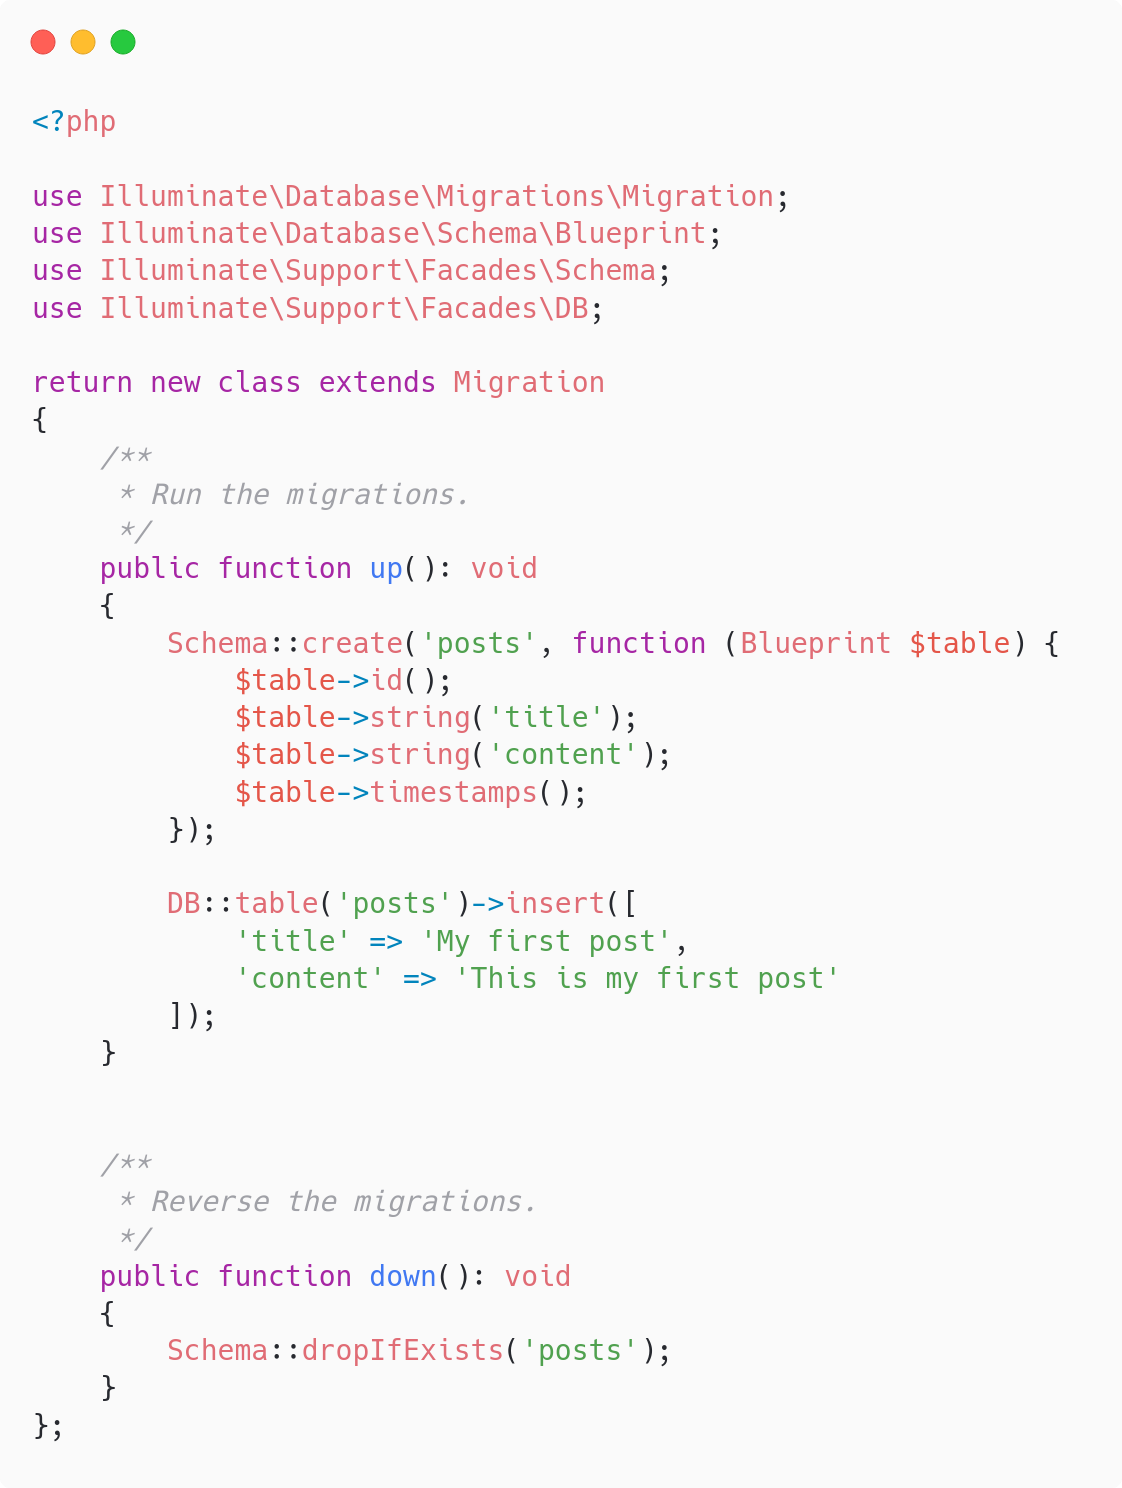 <?php

use Illuminate\Database\Migrations\Migration;
use Illuminate\Database\Schema\Blueprint;
use Illuminate\Support\Facades\Schema;
use Illuminate\Support\Facades\DB;

return new class extends Migration
{
    /**
     * Run the migrations.
     */
    public function up(): void
    {
        Schema::create('posts', function (Blueprint $table) {
            $table->id();
            $table->string('title');
            $table->string('content');
            $table->timestamps();
        });

        DB::table('posts')->insert([
            'title' => 'My first post',
            'content' => 'This is my first post'
        ]);
    }


    /**
     * Reverse the migrations.
     */
    public function down(): void
    {
        Schema::dropIfExists('posts');
    }
};